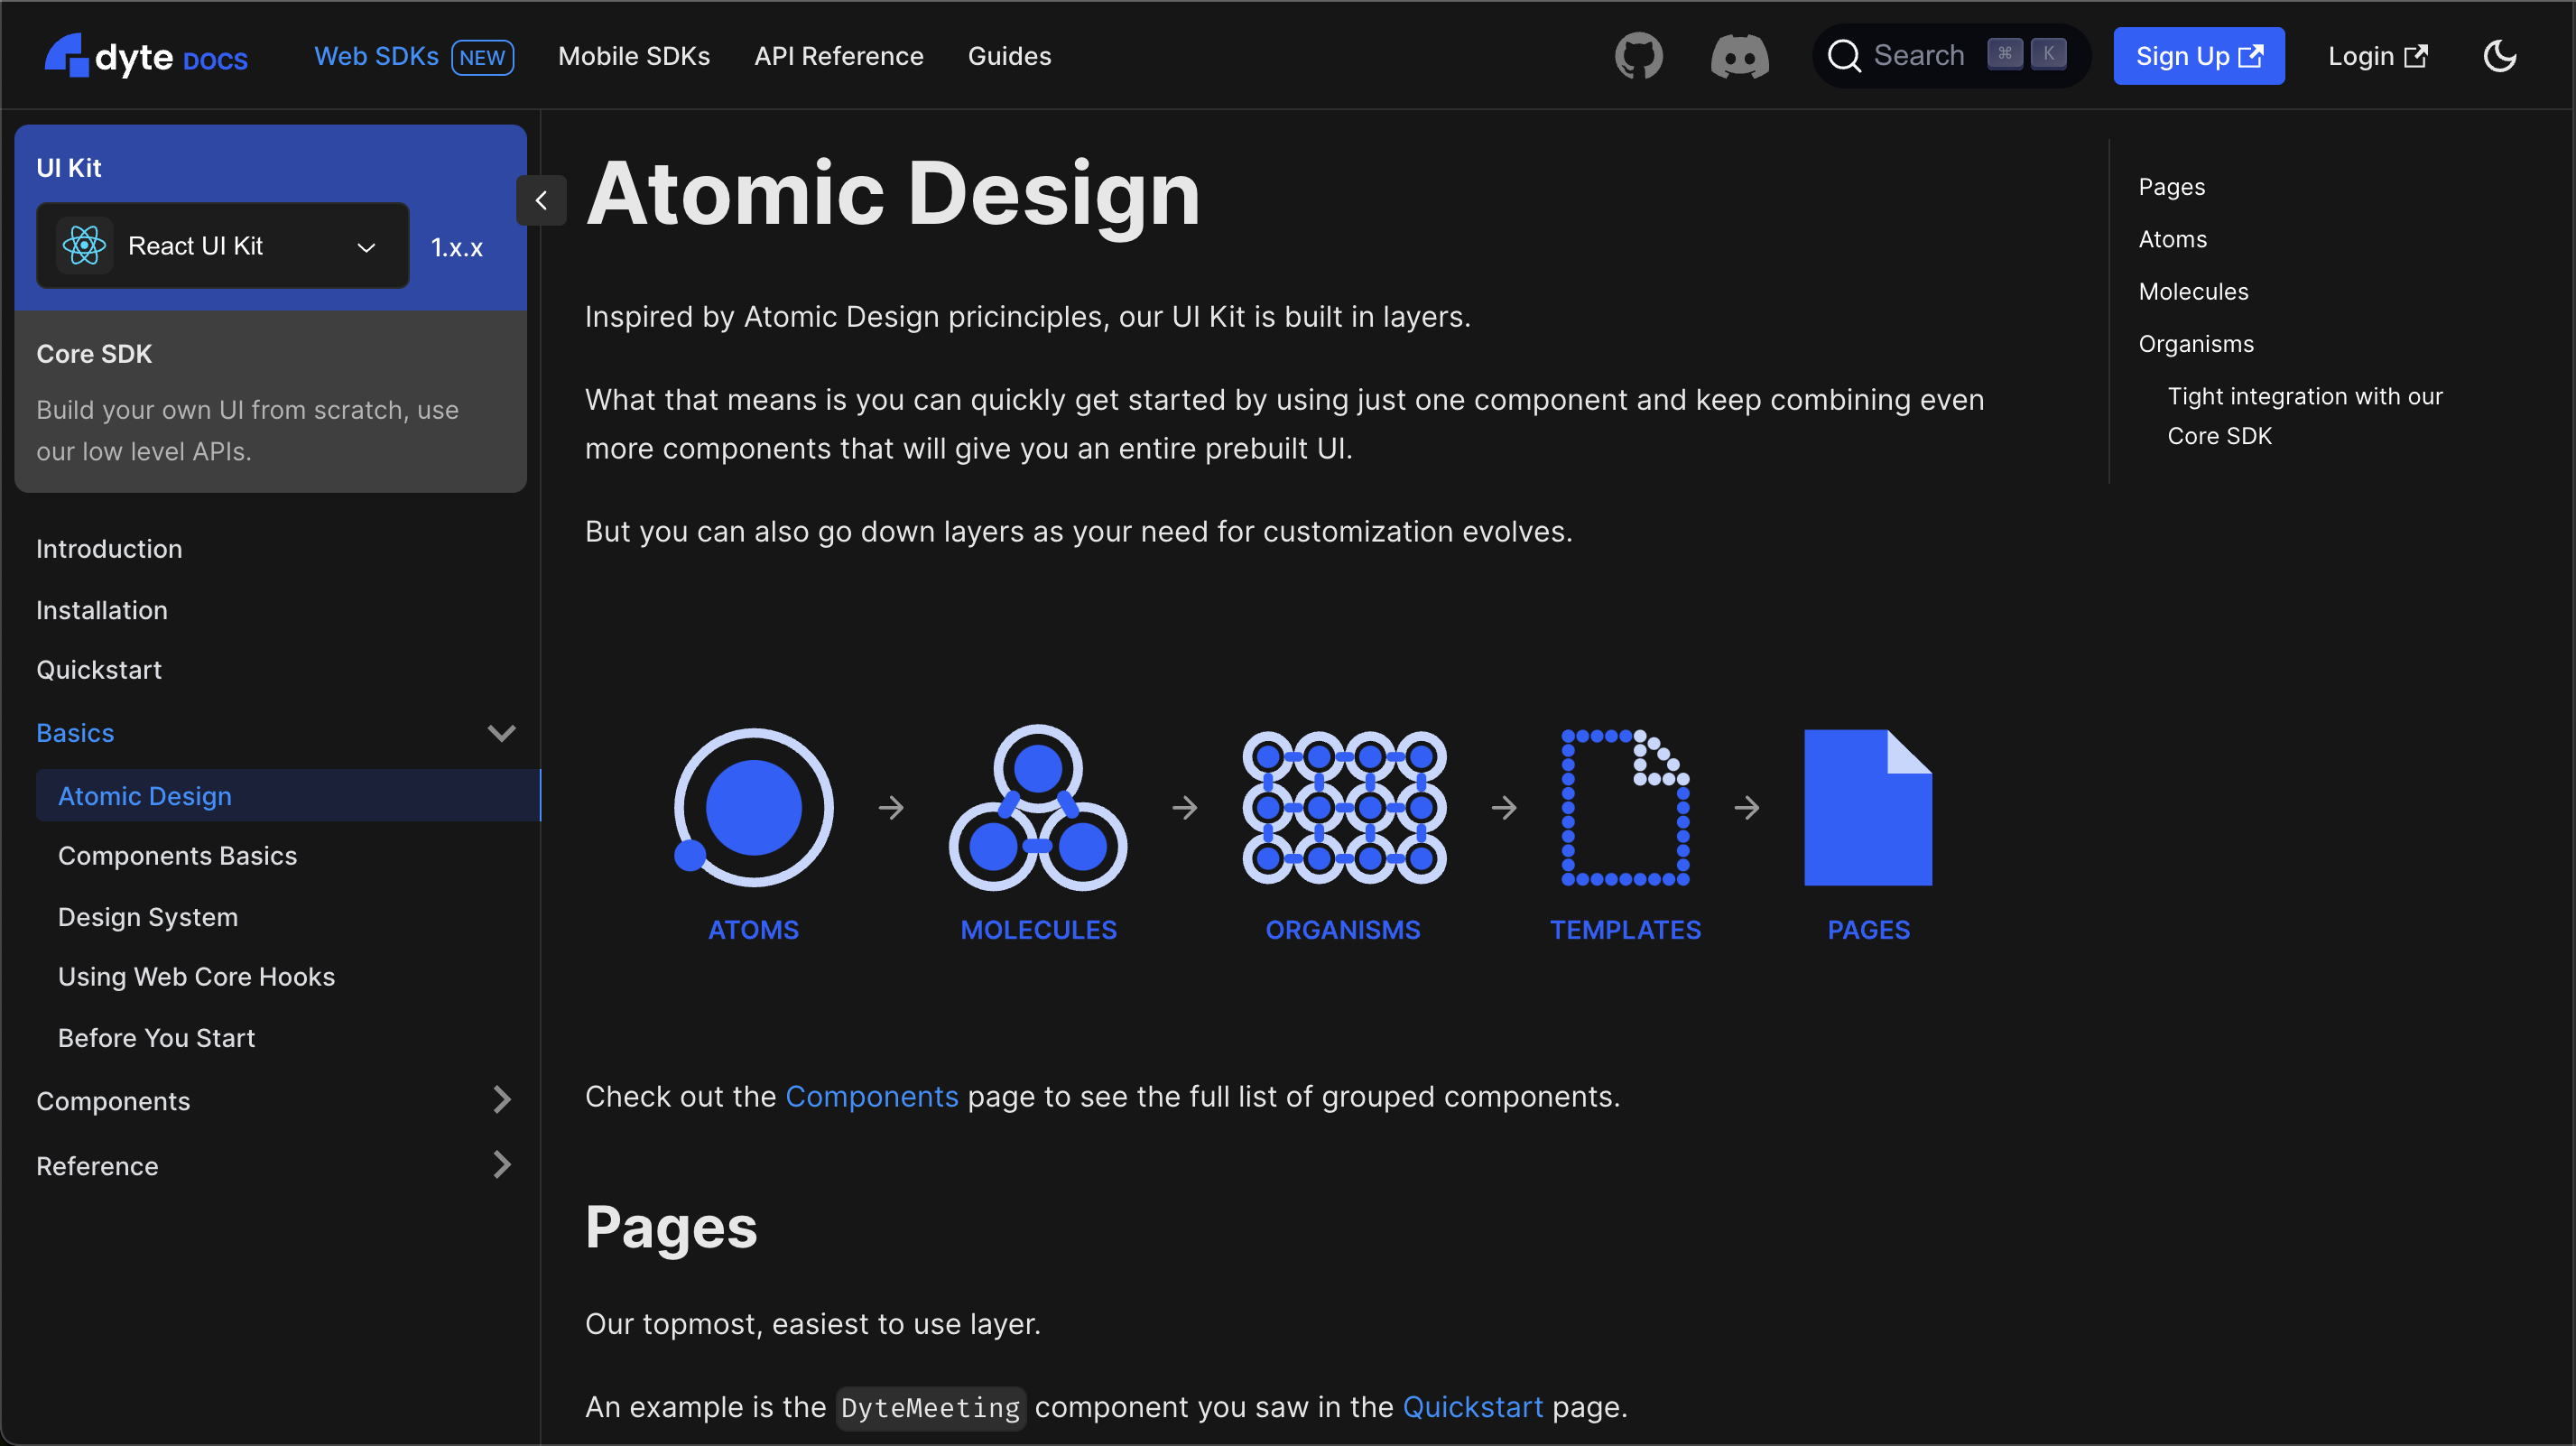 dyte DOCS
Web SDKs NEW
Mobile SDKs
API Reference
Guides
Search ⌘ K
Sign Up
Login
UI Kit
React UI Kit
1.x.x
Core SDK
Build your own UI from scratch, use
our low level APIs.
Introduction
Installation
Quickstart
Basics
Atomic Design
Components Basics
Design System
Using Web Core Hooks
Before You Start
Components
Reference
Atomic Design
Inspired by Atomic Design pricinciples, our UI Kit is built in layers.
What that means is you can quickly get started by using just one component and keep combining even
more components that will give you an entire prebuilt UI.
But you can also go down layers as your need for customization evolves.
ATOMS
MOLECULES
ORGANISMS
TEMPLATES
PAGES
Check out the Components page to see the full list of grouped components.
Pages
Our topmost, easiest to use layer.
An example is the DyteMeeting component you saw in the Quickstart page.
Pages
Atoms
Molecules
Organisms
Tight integration with our
Core SDK